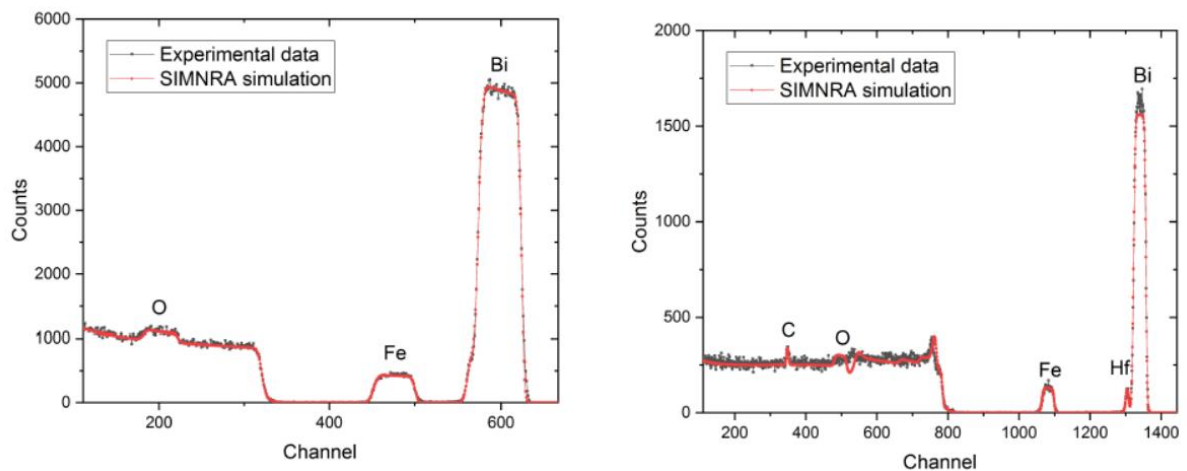 6000
5000
4000
3000
2000
1000
0
Counts
Experimental data
SIMNRA simulation
Bi
O
Fe
200
400
600
Channel
2000
1500
1000
500
0
Counts
Experimental data
SIMNRA simulation
Bi
C
O
Fe
Hf
200
400
600
800
1000
1200
1400
Channel